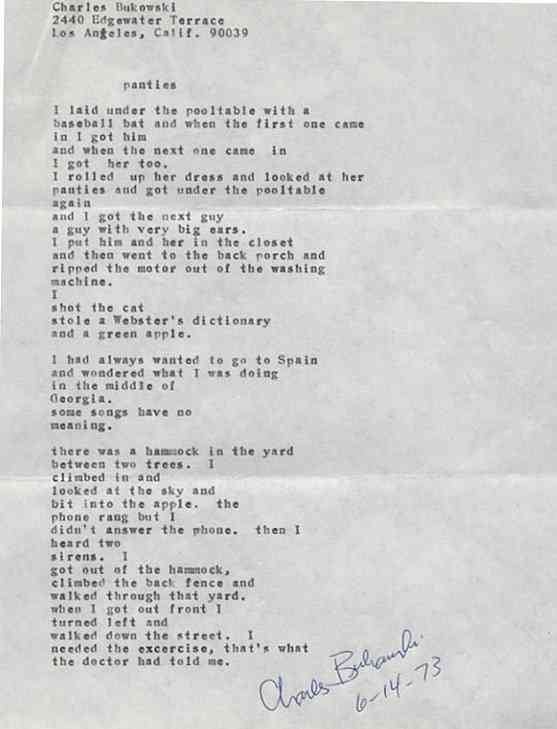 Charles Bukowski
2440 Edgewater Terrace
Los Angeles, Calif. 90039
panties
I laid under the pooltable with a
baseball bat and when the first one came
in I got him
and when the next one came in
I got her too.
I rolled up her dress and looked at her
panties and got under the pooltable
again
and I got the next guy
a guy with very big ears.
I put him and her in the closet
and then went to the back porch and
ripped the motor out of the washing
machine.
I
shot the cat
stole a Webster's dictionary
and a green apple.
I had always wanted to go to Spain
and wondered what I was doing
in the middle of
Georgia.
some songs have no
meaning.
there was a hammock in the yard
between two trees. I
climbed in and
looked at the sky and
bit into the apple. the
phone rang but I
didn't answer the phone. then I
heard two
sirens. I
got out of the hammock,
climbed the back fence and
walked through that yard.
when I got out front I
turned left and
walked down the street. I
needed the excercise, that's what
the doctor had told me.
Charles Bukowski
6-14-73